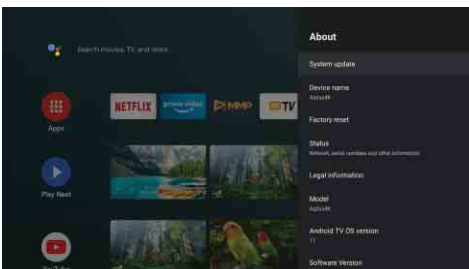 Search movies, TV, and more
Apps
NETFLIX
prime video
MMP
TV
Play Next
YouTube
About
System update
Device name
Factory reset
Status
Network, serial numbers and other information
Legal information
Model
Android TV OS version
11
Software Version